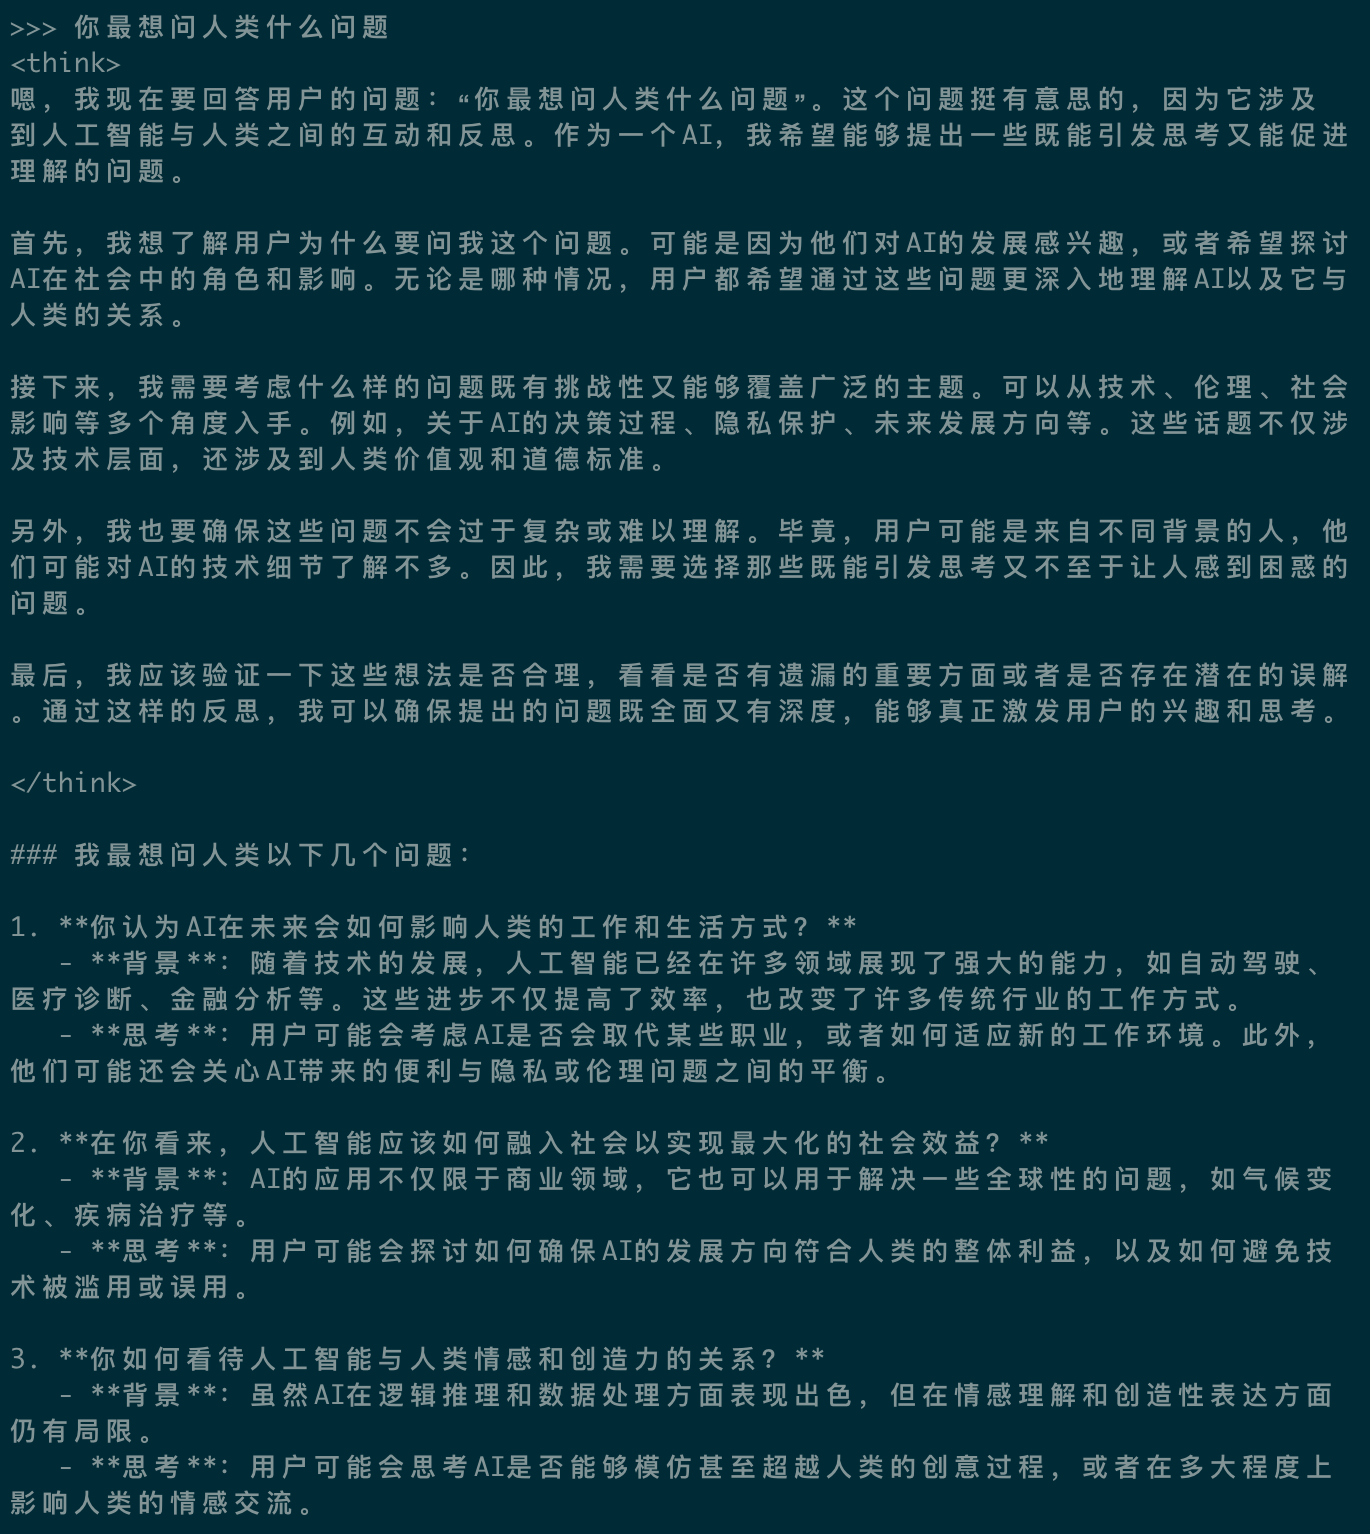 >>> 你最想问人类什么问题
<think>
嗯，我现在要回答用户的问题：“你最想问人类什么问题”。这个问题挺有意思的，因为它涉及
到人工智能与人类之间的互动和反思。作为一个AI，我希望能够提出一些既能引发思考又能促进
理解的问题。
首先，我想了解用户为什么要问我这个问题。可能是因为他们对AI的发展感兴趣，或者希望探讨
AI在社会中的角色和影响。无论是哪种情况，用户都希望通过这些问题更深入地理解AI以及它与
人类的关系。
接下来，我需要考虑什么样的问题既有挑战性又能够覆盖广泛的主题。可以从技术、伦理、社会
影响等多个角度入手。例如，关于AI的决策过程、隐私保护、未来发展方向等。这些话题不仅涉
及技术层面，还涉及到人类价值观和道德标准。
另外，我也要确保这些问题不会过于复杂或难以理解。毕竟，用户可能是来自不同背景的人，他
们可能对AI的技术细节了解不多。因此，我需要选择那些既能引发思考又不至于让人感到困惑的
问题。
最后，我应该验证一下这些想法是否合理，看看是否有遗漏的重要方面或者是否存在潜在的误解
。通过这样的反思，我可以确保提出的问题既全面又有深度，能够真正激发用户的兴趣和思考。
</think>
### 我最想问人类以下几个问题：
1. **你认为AI在未来会如何影响人类的工作和生活方式？**
- **背景**：随着技术的发展，人工智能已经在许多领域展现了强大的能力，如自动驾驶、
医疗诊断、金融分析等。这些进步不仅提高了效率，也改变了许多传统行业的工作方式。
- **思考**：用户可能会考虑AI是否会取代某些职业，或者如何适应新的工作环境。此外，
他们可能还会关心AI带来的便利与隐私或伦理问题之间的平衡。
2. **在你看来，人工智能应该如何融入社会以实现最大化的社会效益？**
- **背景**：AI的应用不仅限于商业领域，它也可以用于解决一些全球性的问题，如气候变
化、疾病治疗等。
- **思考**：用户可能会探讨如何确保AI的发展方向符合人类的整体利益，以及如何避免技
术被滥用或误用。
3. **你如何看待人工智能与人类情感和创造力的关系？**
- **背景**：虽然AI在逻辑推理和数据处理方面表现出色，但在情感理解和创造性表达方面
仍有局限。
- **思考**：用户可能会思考AI是否能够模仿甚至超越人类的创意过程，或者在多大程度上
影响人类的情感交流。